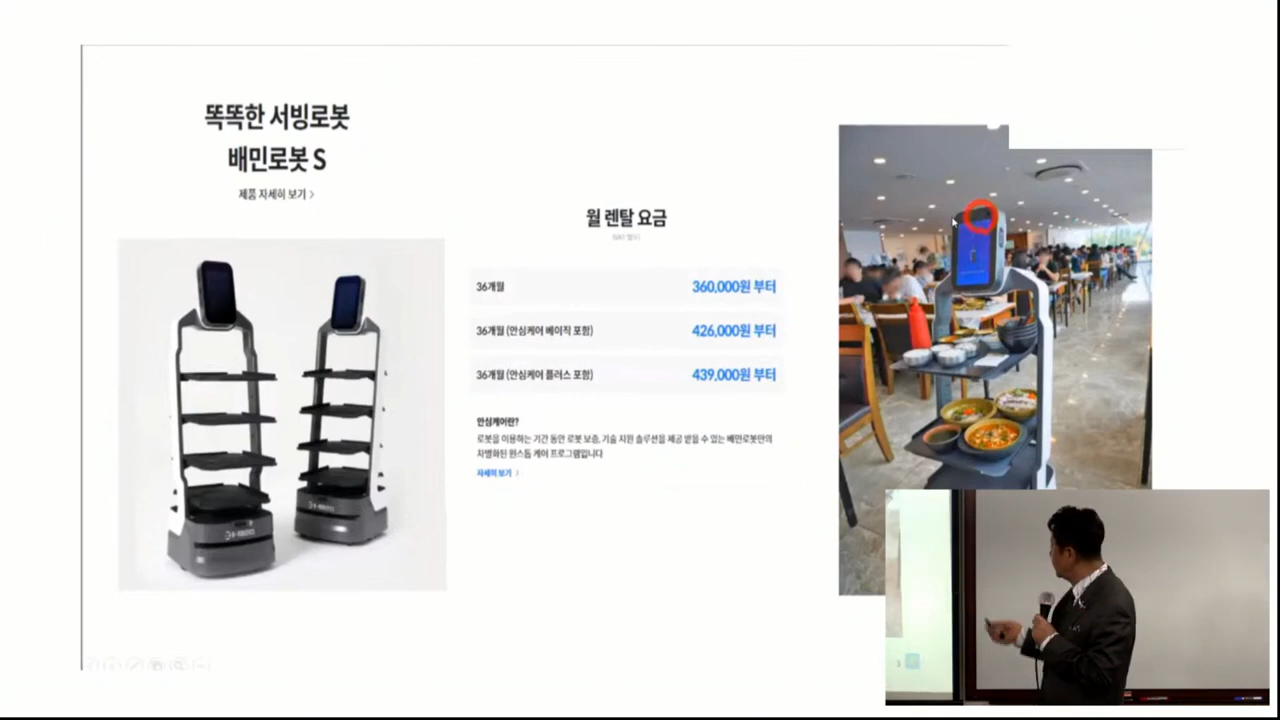 똑똑한 서빙로봇
배민로봇 S
제품 자세히 보기 >
월 렌탈 요금
36개월
360,000원 부터
36개월 (안심케어 베이직 포함)
426,000원 부터
36개월 (안심케어 플러스 포함)
439,000원 부터
안심케어란?
로봇을 이용하는 기간 동안 로봇 보증, 기술 지원 솔루션을 제공 받을 수 있는 배민로봇만의
차별화된 원스톱 케어 프로그램입니다
자세히 보기 >